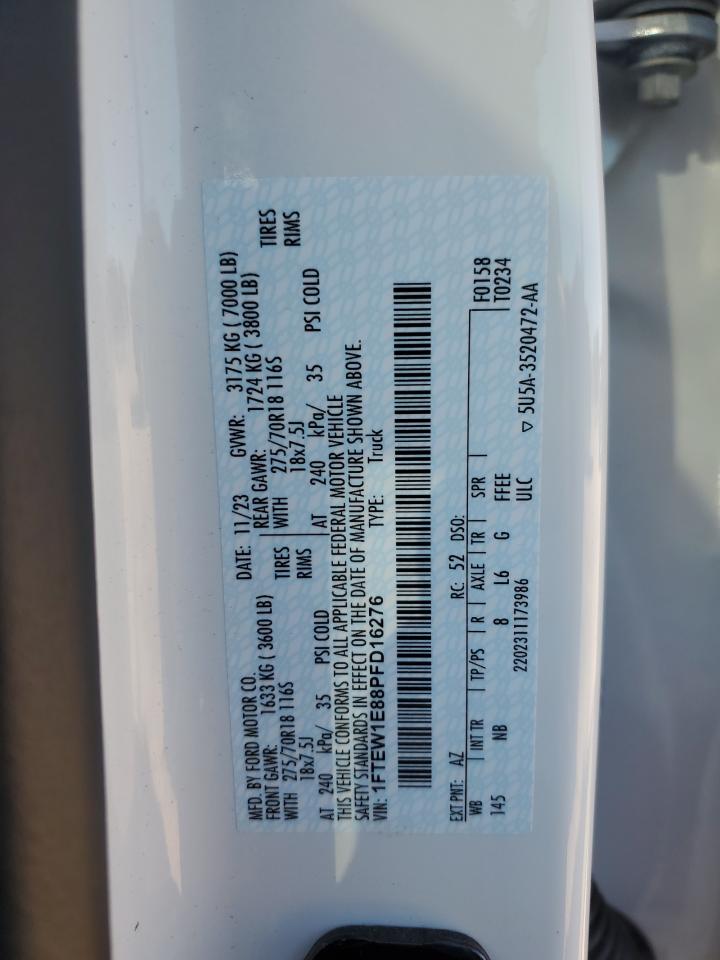 MFD. BY FORD MOTOR CO.
DATE: 11/23 GVWR: 3175 KG ( 7000 LB)
FRONT GAWR: 1633 KG ( 3600 LB) REAR GAWR: 1724 KG ( 3800 LB)
WITH 275/70R18 116S TIRES WITH 275/70R18 116S TIRES
18x7.5J RIMS 18x7.5J RIMS
AT 240 kPa/ 35 PSI COLD AT 240 kPa/ 35 PSI COLD
THIS VEHICLE CONFORMS TO ALL APPLICABLE FEDERAL MOTOR VEHICLE
SAFETY STANDARDS IN EFFECT ON THE DATE OF MANUFACTURE SHOWN ABOVE.
VIN: 1FTEW1E88PFD16276 TYPE: Truck
EXT PNT: AZ RC: 52 DSO: F0158
WB INT TR TP/PS R AXLE TR SPR T0234
145 NB 8 L6 G FFEE
2202311173986 ULC ▽ 5U5A-3520472-AA